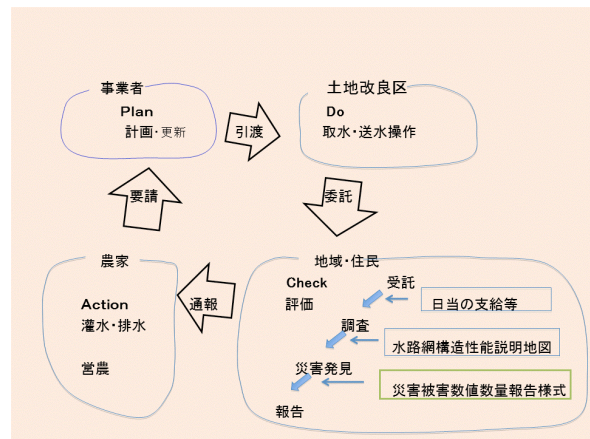 事業者
Plan
計画・更新
引渡
土地改良区
Do
取水・送水操作
要請
委託
農家
Action
灌水・排水
営農
通報
地域・住民
Check
評価
受託
日当の支給等
調査
水路網構造性能説明地図
災害発見
災害被害数値数量報告様式
報告